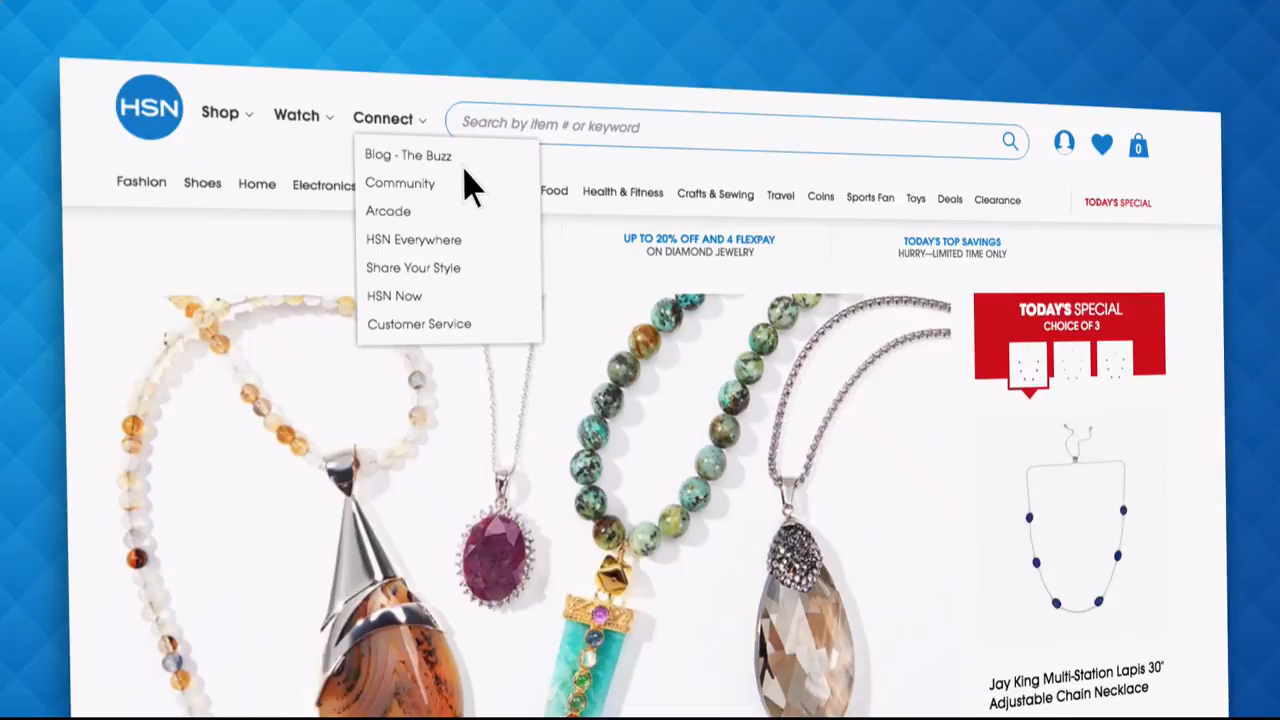 HSN
Shop
Watch
Connect
Search by item # or keyword
0
Blog - The Buzz
Community
Arcade
HSN Everywhere
Share Your Style
HSN Now
Customer Service
Fashion
Shoes
Home
Electronics
Food
Health & Fitness
Crafts & Sewing
Travel
Coins
Sports Fan
Toys
Deals
Clearance
TODAY'S SPECIAL
UP TO 20% OFF AND 4 FLEXPAY
ON DIAMOND JEWELRY
TODAY'S TOP SAVINGS
HURRY—LIMITED TIME ONLY
TODAY'S SPECIAL
CHOICE OF 3
Jay King Multi-Station Lapis 30"
Adjustable Chain Necklace